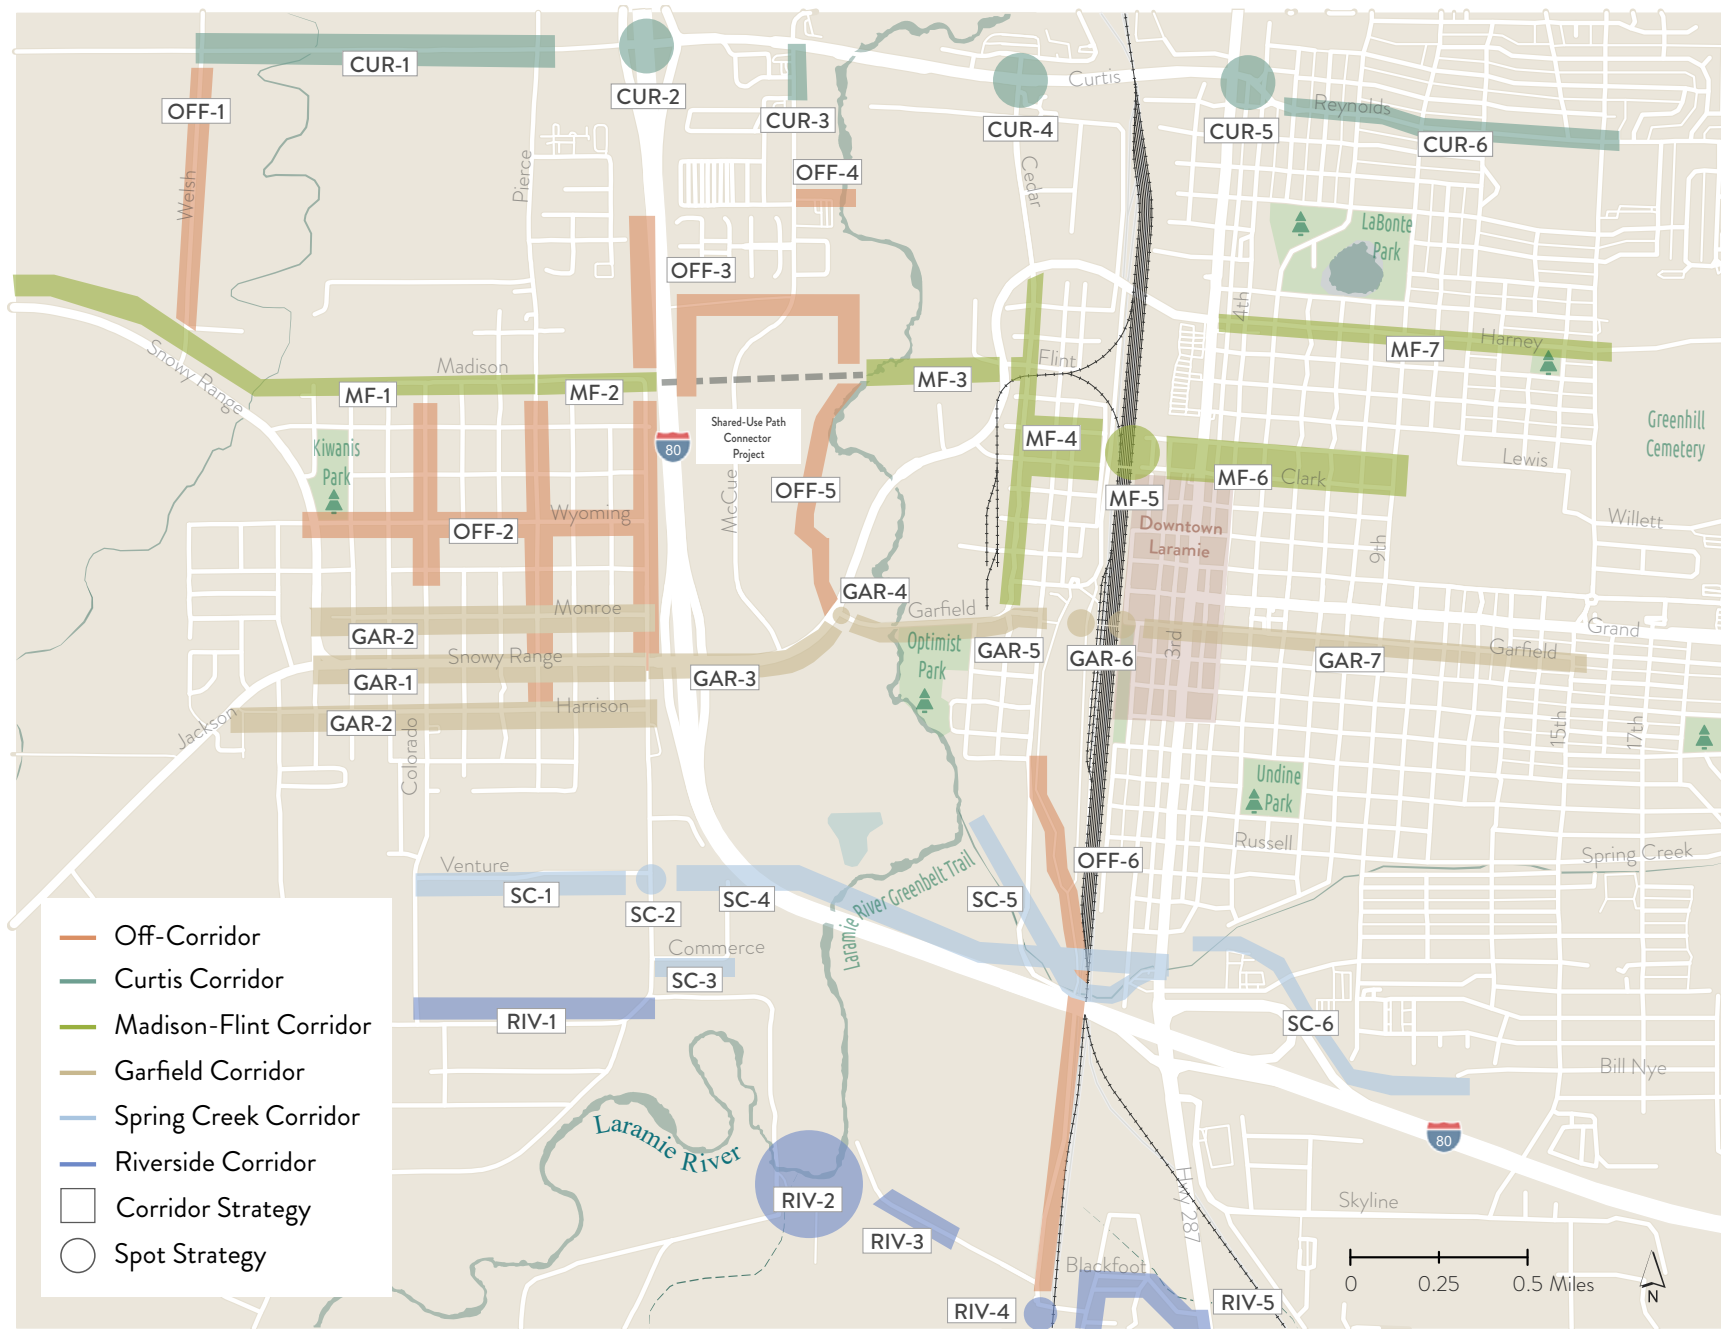 CUR-1
CUR-2
CUR-3
CUR-4
Curtis
CUR-5
Reynolds
CUR-6
OFF-1
Welsh
Pierce
OFF-4
Cedar
LaBonte
Park
OFF-3
4th
Snowy Range
Madison
MF-1
MF-2
MF-3
Flint
MF-7
Harney
Shared-Use Path
Connector
Project
80
Kiwanis
Park
McCue
OFF-5
MF-4
MF-5
MF-6
Clark
Lewis
Greenhill
Cemetery
Willett
OFF-2
Wyoming
Downtown
Laramie
9th
Monroe
GAR-2
GAR-4
Garfield
Optimist
Park
GAR-5
GAR-6
3rd
GAR-7
Garfield
Grand
Snowy Range
GAR-1
GAR-3
Harrison
GAR-2
Jackson
Colorado
15th
17th
Undine
Park
Russell
Spring Creek
OFF-6
Venture
SC-1
SC-2
SC-4
Laramie River Greenbelt Trail
SC-5
Commerce
SC-3
RIV-1
SC-6
Bill Nye
80
Laramie River
RIV-2
RIV-3
Hwy 287
Skyline
Blackfoot
RIV-4
RIV-5
Off-Corridor
Curtis Corridor
Madison-Flint Corridor
Garfield Corridor
Spring Creek Corridor
Riverside Corridor
Corridor Strategy
Spot Strategy
0 0.25 0.5 Miles
N